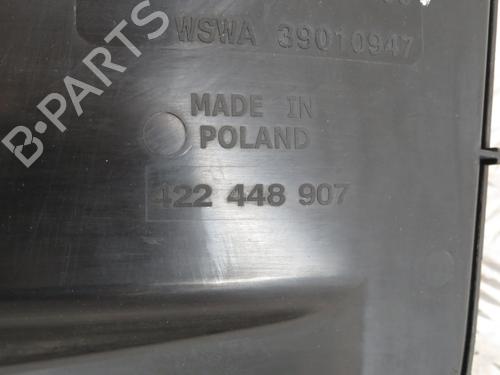 WSWA 39010947
MADE IN
POLAND
422 448 907
B-PARTS